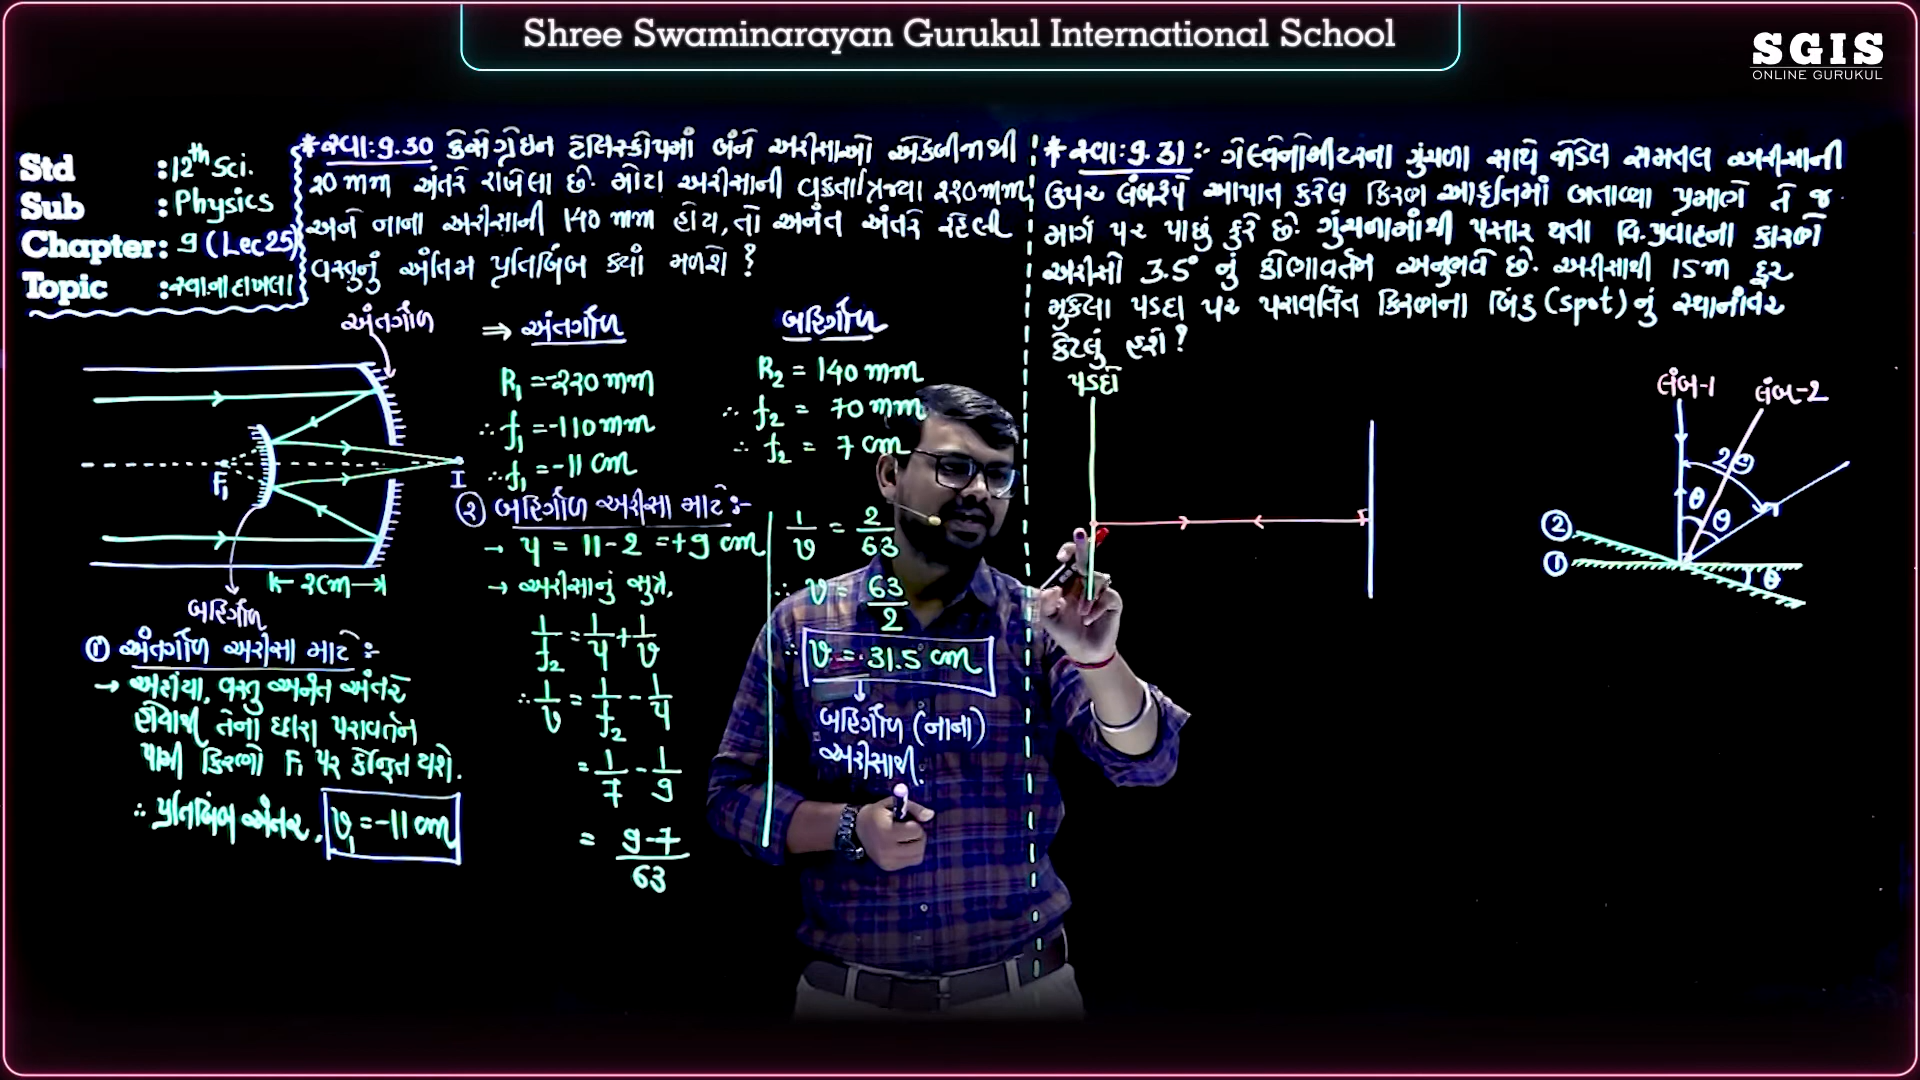 Shree Swaminarayan Gurukul International School
SGIS
ONLINE GURUKUL
Std : 12th Sci.
Sub : Physics
Chapter: 9 (Lec 25)
Topic : સ્વા.ના દાખલા
*સ્વા:9.30 કેસેગ્રેઇન ટેલિસ્કોપમાં બંને અરીસાઓ એકબીજાથી
20 mm અંતરે રાખેલા છે. મોટા અરીસાની વક્રતાત્રિજ્યા 220mm
અને નાના અરીસાની 140 mm હોય, તો અનંત અંતરે રહેલી
વસ્તુનું અંતિમ પ્રતિબિંબ ક્યાં મળશે ?
અંતર્ગોળ
F₁
I
2cm
બહિર્ગોળ
① અંતર્ગોળ અરીસા માટે :-
→ અહીંયા, વસ્તુ અનંત અંતરે
હોવાથી તેના દ્વારા પરાવર્તન
પામી કિરણો F₁ પર કેન્દ્રિત થશે.
∴ પ્રતિબિંબ અંતર, v₁ = -11 cm
⇒ અંતર્ગોળ
R₁ = -220 mm
∴ f₁ = -110 mm
∴ f₁ = -11 cm
બહિર્ગોળ
R₂ = 140 mm
∴ f₂ = 70 mm
∴ f₂ = 7 cm
② બહિર્ગોળ અરીસા માટે :-
→ u = 11 - 2 = +9 cm
→ અરીસાનું સુત્ર,
1/f₂ = 1/u + 1/v
∴ 1/v = 1/f₂ - 1/u
= 1/7 - 1/9
= 9-7/63
1/v = 2/63
∴ v = 63/2
∴ v = 31.5 cm
બહિર્ગોળ (નાના)
અરીસાથી.
*સ્વા:9.31 :- ગેલ્વેનોમીટરના ગુંચળા સાથે જોડેલ સમતલ અરીસાની
ઉપર લંબરૂપે આપાત કરેલ કિરણ આકૃતિમાં બતાવ્યા પ્રમાણે તે જ
માર્ગ પર પાછું ફરે છે. ગુંચળામાંથી પસાર થતા વિ.પ્રવાહના કારણે
અરીસો 3.5° નું કોણાવર્તન અનુભવે છે. અરીસાથી 1.5m દૂર
મુકેલા પડદા પર પરાવર્તિત કિરણના બિંદુ (spot) નું સ્થાનાંતર
કેટલું હશે ?
પડદો
લંબ-1
લંબ-2
2θ
θ
θ
②
①
θ